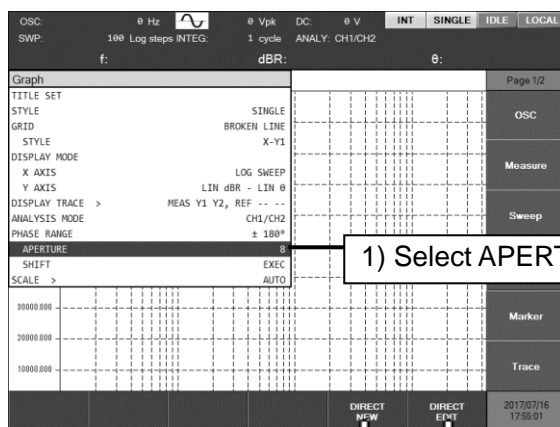 OSC: 0 Hz 0 Vpk DC: 0 V INT SINGLE IDLE LOCAL
SWP: 100 Log steps INTEG: 1 cycle ANALY: CH1/CH2
f: dBR: θ:
Graph
Page 1/2
TITLE SET
STYLE SINGLE
GRID BROKEN LINE
STYLE X-Y1
DISPLAY MODE
X AXIS LOG SWEEP
Y AXIS LIN dBR - LIN θ
DISPLAY TRACE > MEAS Y1 Y2, REF -- --
ANALYSIS MODE CH1/CH2
PHASE RANGE ± 180°
APERTURE 8
SHIFT EXEC
SCALE > AUTO
OSC
Measure
Sweep
1) Select APERT
30000.000
Marker
20000.000
10000.000
Trace
DIRECT NEW
DIRECT EDIT
2017/07/16
17:55:01